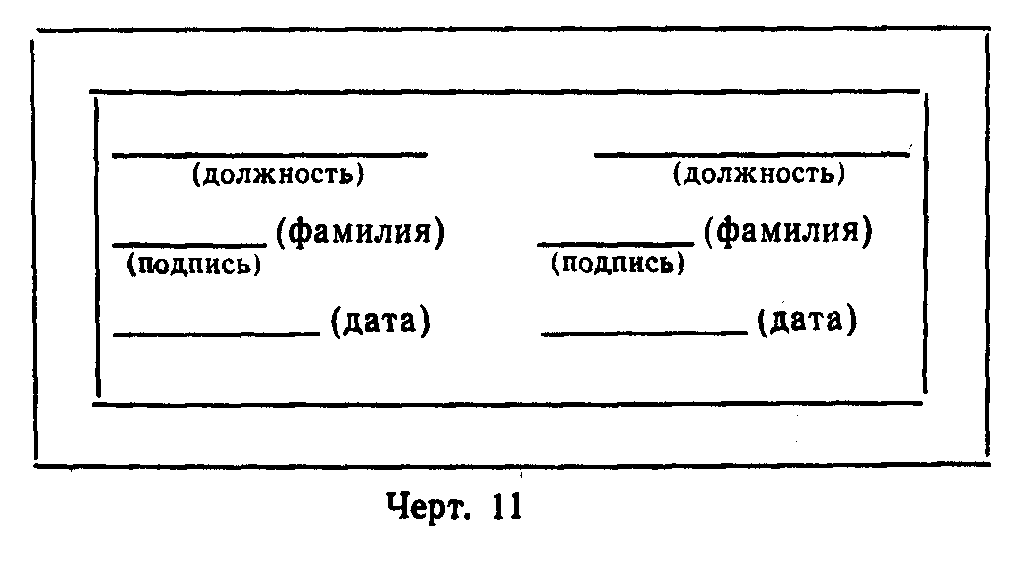 (должность) (должность)
(фамилия) (фамилия)
(подпись) (подпись)
(дата) (дата)
Черт. 11